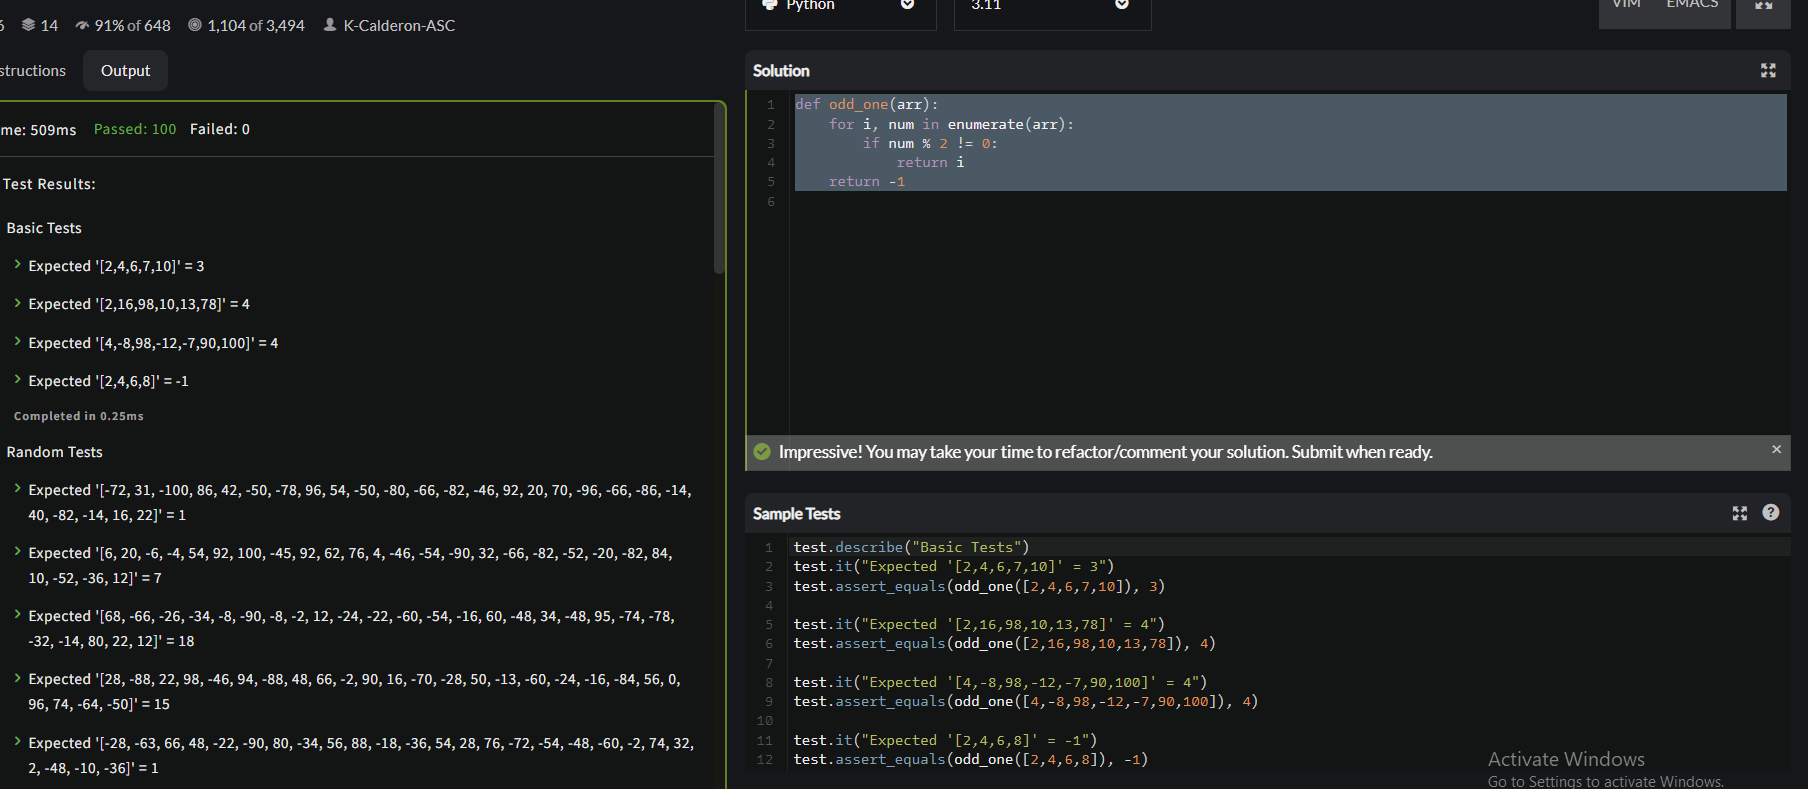 14 91% of 648 1,104 of 3,494 K-Calderon-ASC
structions Output
me: 509ms Passed: 100 Failed: 0
Test Results:
Basic Tests
Expected '[2,4,6,7,10]' = 3
Expected '[2,16,98,10,13,78]' = 4
Expected '[4,-8,98,-12,-7,90,100]' = 4
Expected '[2,4,6,8]' = -1
Completed in 0.25ms
Random Tests
Expected '[-72, 31, -100, 86, 42, -50, -78, 96, 54, -50, -80, -66, -82, -46, 92, 20, 70, -96, -66, -86, -14,
40, -82, -14, 16, 22]' = 1
Expected '[6, 20, -6, -4, 54, 92, 100, -45, 92, 62, 76, 4, -46, -54, -90, 32, -66, -82, -52, -20, -82, 84,
10, -52, -36, 12]' = 7
Expected '[68, -66, -26, -34, -8, -90, -8, -2, 12, -24, -22, -60, -54, -16, 60, -48, 34, -48, 95, -74, -78,
-32, -14, 80, 22, 12]' = 18
Expected '[28, -88, 22, 98, -46, 94, -88, 48, 66, -2, 90, 16, -70, -28, 50, -13, -60, -24, -16, -84, 56, 0,
96, 74, -64, -50]' = 15
Expected '[-28, -63, 66, 48, -22, -90, 80, -34, 56, 88, -18, -36, 54, 28, 76, -72, -54, -48, -60, -2, 74, 32,
2, -48, -10, -36]' = 1
Python 3.11 VIM EMACS
Solution
1 def odd_one(arr):
2     for i, num in enumerate(arr):
3         if num % 2 != 0:
4             return i
5     return -1
6
Impressive! You may take your time to refactor/comment your solution. Submit when ready.
Sample Tests
1 test.describe("Basic Tests")
2 test.it("Expected '[2,4,6,7,10]' = 3")
3 test.assert_equals(odd_one([2,4,6,7,10]), 3)
4
5 test.it("Expected '[2,16,98,10,13,78]' = 4")
6 test.assert_equals(odd_one([2,16,98,10,13,78]), 4)
7
8 test.it("Expected '[4,-8,98,-12,-7,90,100]' = 4")
9 test.assert_equals(odd_one([4,-8,98,-12,-7,90,100]), 4)
10
11 test.it("Expected '[2,4,6,8]' = -1")
12 test.assert_equals(odd_one([2,4,6,8]), -1)
Activate Windows
Go to Settings to activate Windows.